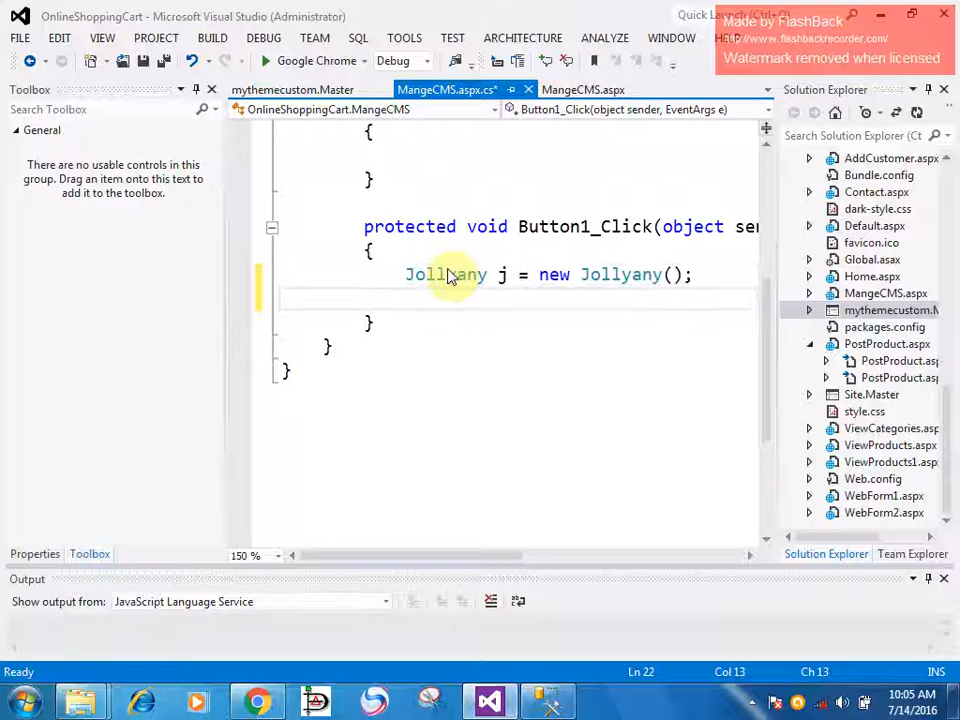 OnlineShoppingCart - Microsoft Visual Studio (Administrator)
Quick Launch (Ctrl+Q)
Made by FlashBack
http://www.flashbackrecorder.com/
Watermark removed when licensed
FILE EDIT VIEW PROJECT BUILD DEBUG TEAM SQL TOOLS TEST ARCHITECTURE ANALYZE WINDOW
Google Chrome Debug
Toolbox
Search Toolbox
General
There are no usable controls in this
group. Drag an item onto this text to
add it to the toolbox.
mythemecustom.Master MangeCMS.aspx.cs* MangeCMS.aspx
OnlineShoppingCart.MangeCMS Button1_Click(object sender, EventArgs e)
{
}
protected void Button1_Click(object sen
{
Jollyany j = new Jollyany();
}
}
}
150 %
Solution Explorer
Search Solution Explorer (Ct
AddCustomer.aspx
Bundle.config
Contact.aspx
dark-style.css
Default.aspx
favicon.ico
Global.asax
Home.aspx
MangeCMS.aspx
mythemecustom.M
packages.config
PostProduct.aspx
PostProduct.asp
PostProduct.asp
Site.Master
style.css
ViewCategories.aspx
ViewProducts.aspx
ViewProducts1.asp
Web.config
WebForm1.aspx
WebForm2.aspx
Properties Toolbox
Solution Explorer Team Explorer
Output
Show output from: JavaScript Language Service
Ready Ln 22 Col 13 Ch 13 INS
10:05 AM
7/14/2016